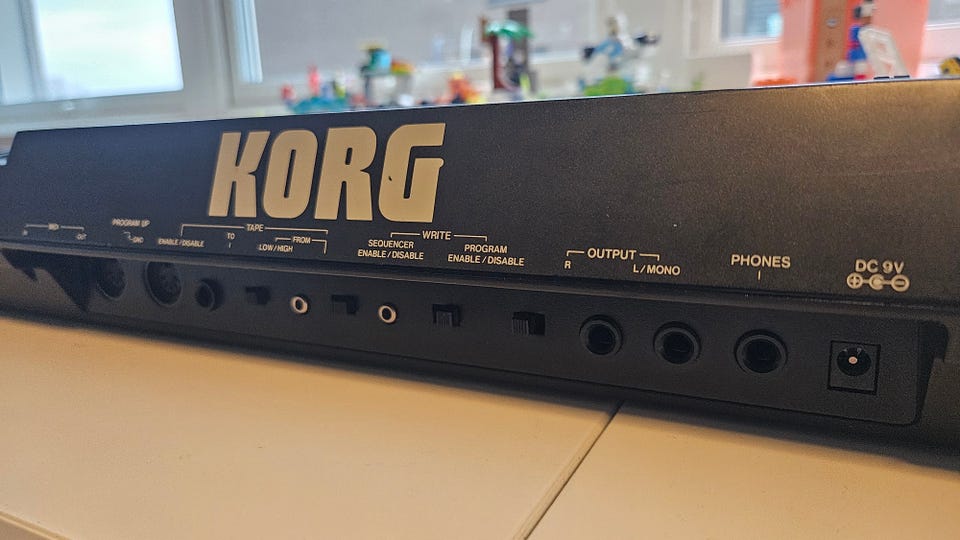 KORG
MIDI
IN OUT
PROGRAM UP
TAPE
ENABLE/DISABLE
TO
LOW/HIGH
FROM
WRITE
SEQUENCER
ENABLE/DISABLE
PROGRAM
ENABLE/DISABLE
OUTPUT
R
L/MONO
PHONES
DC 9V